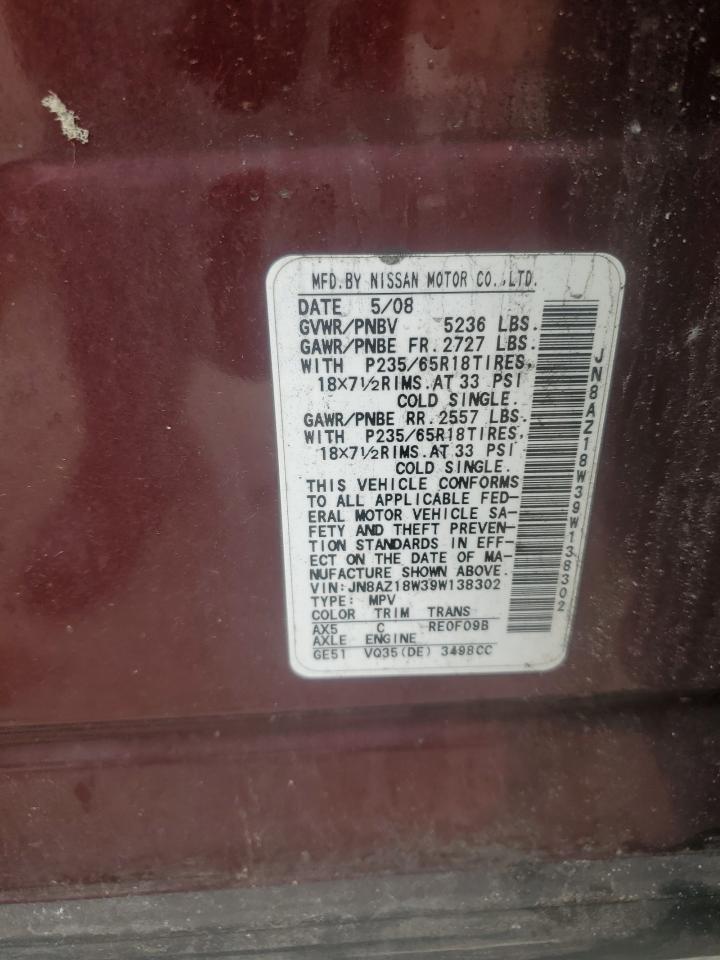 MFD.BY NISSAN MOTOR CO.,LTD.
DATE 5/08
GVWR/PNBV 5236 LBS.
GAWR/PNBE FR.2727 LBS.
WITH P235/65R18TIRES,
18×7½RIMS.AT 33 PSI
COLD SINGLE.
GAWR/PNBE RR.2557 LBS.
WITH P235/65R18TIRES,
18×7½RIMS.AT 33 PSI
COLD SINGLE.
THIS VEHICLE CONFORMS
TO ALL APPLICABLE FED-
ERAL MOTOR VEHICLE SA-
FETY AND THEFT PREVEN-
TION STANDARDS IN EFF-
ECT ON THE DATE OF MA-
NUFACTURE SHOWN ABOVE.
VIN:JN8AZ18W39W138302
TYPE: MPV
COLOR TRIM TRANS
AX5 C RE0F09B
AXLE ENGINE
GE51 VQ35(DE) 3498CC
JN8AZ18W39W138302